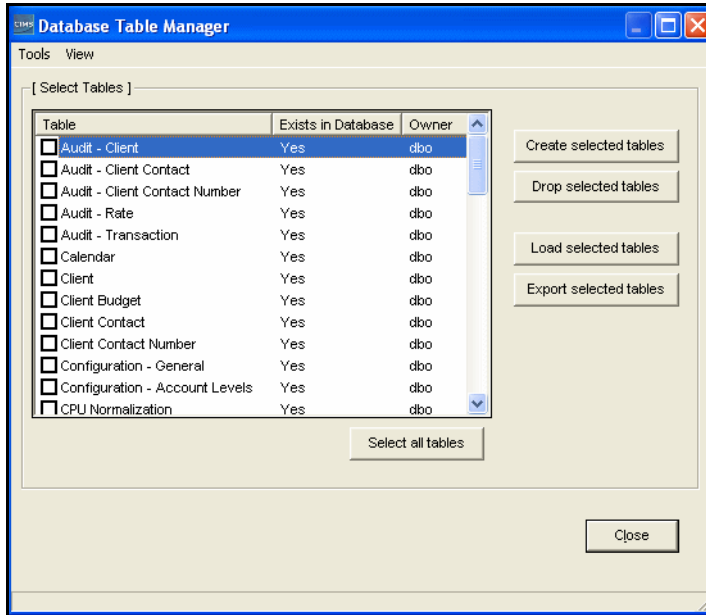 CIMS Database Table Manager
Tools View
[ Select Tables ]
Table Exists in Database Owner
Audit - Client Yes dbo
Audit - Client Contact Yes dbo
Audit - Client Contact Number Yes dbo
Audit - Rate Yes dbo
Audit - Transaction Yes dbo
Calendar Yes dbo
Client Yes dbo
Client Budget Yes dbo
Client Contact Yes dbo
Client Contact Number Yes dbo
Configuration - General Yes dbo
Configuration - Account Levels Yes dbo
CPU Normalization Yes dbo
Create selected tables
Drop selected tables
Load selected tables
Export selected tables
Select all tables
Close